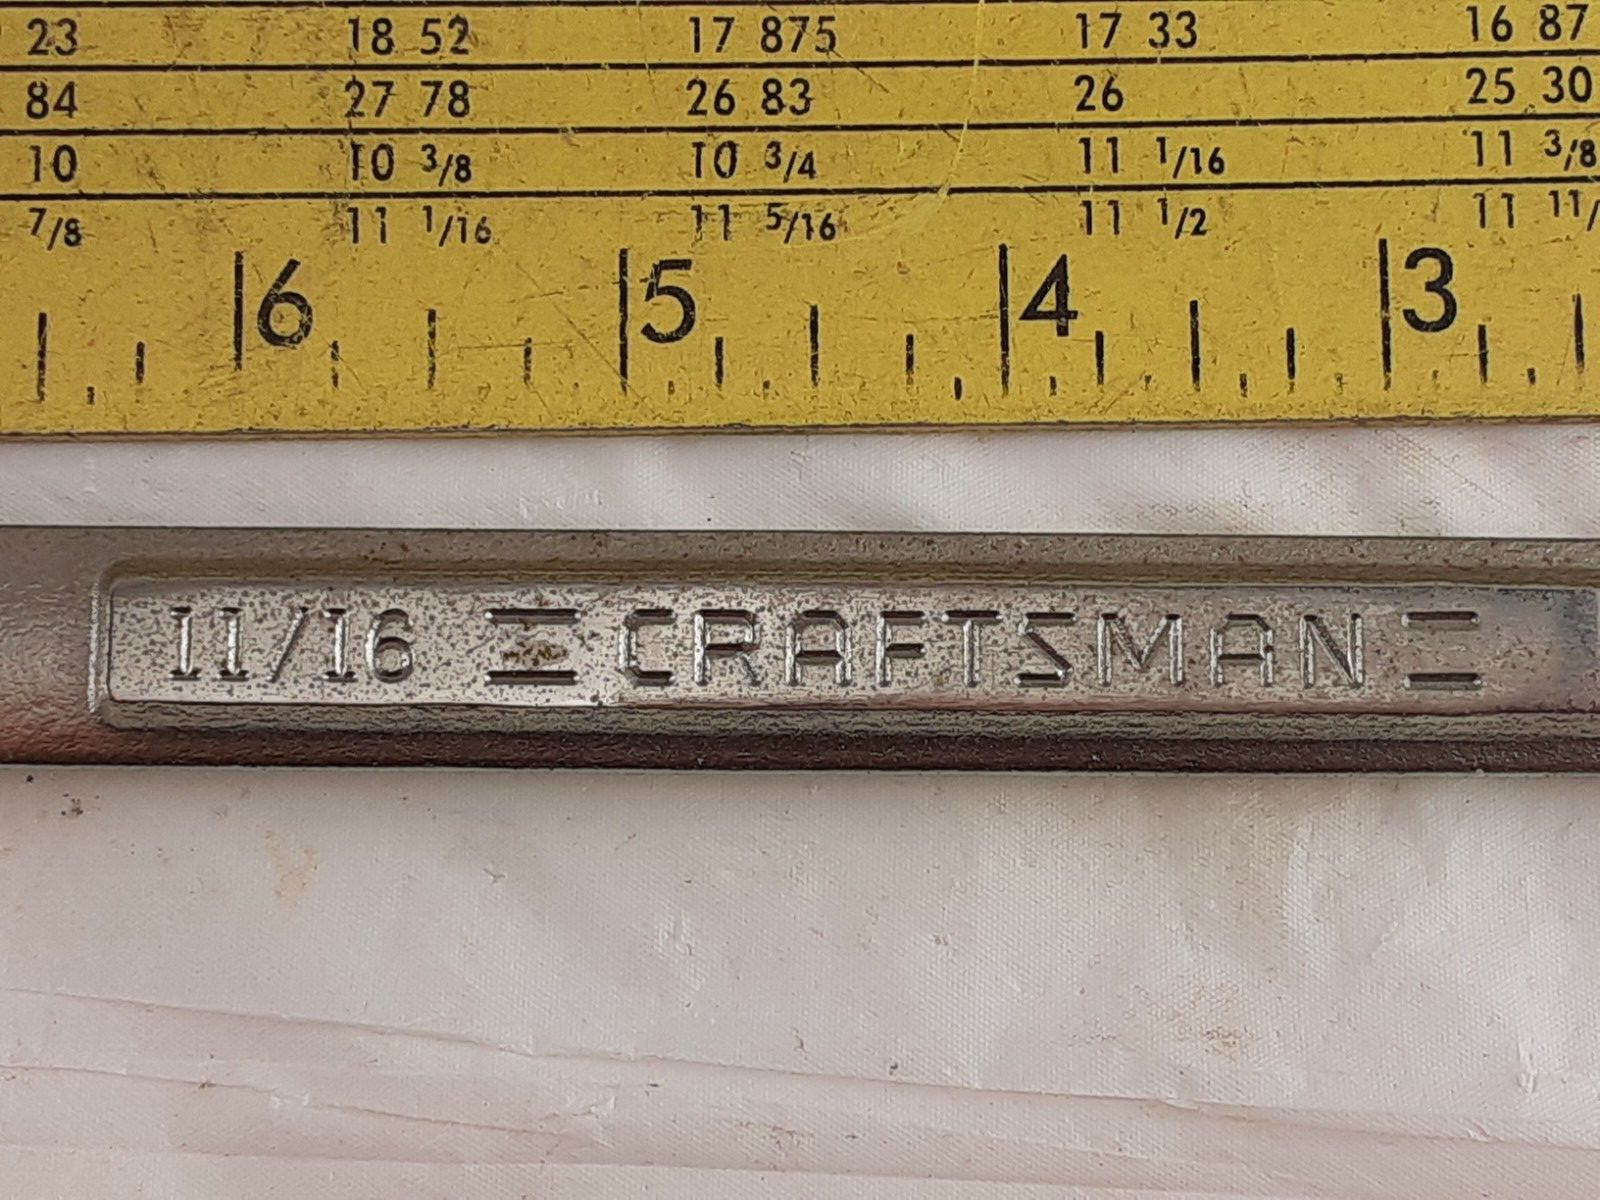 23 18 52 17 875 17 33 16 87
84 27 78 26 83 26 25 30
10 10 3/8 10 3/4 11 1/16 11 3/8
7/8 11 1/16 11 5/16 11 1/2 11 11/
6 5 4 3
11/16 CRAFTSMAN